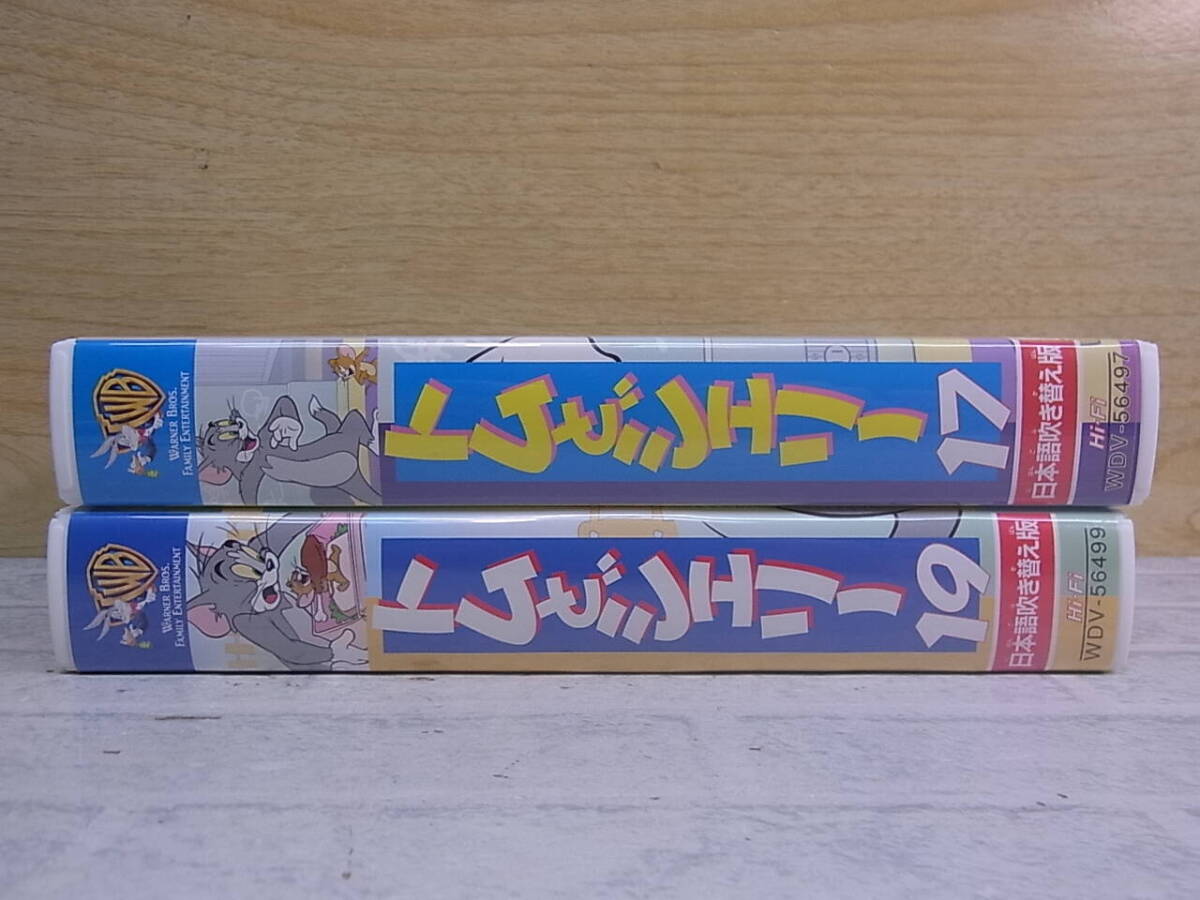 WB
WARNER BROS.
FAMILY ENTERTAINMENT
トムとジェリー
17
日本語吹き替え版
Hi-Fi
WDV-56497
WB
WARNER BROS.
FAMILY ENTERTAINMENT
トムとジェリー
19
日本語吹き替え版
Hi-Fi
WDV-56499